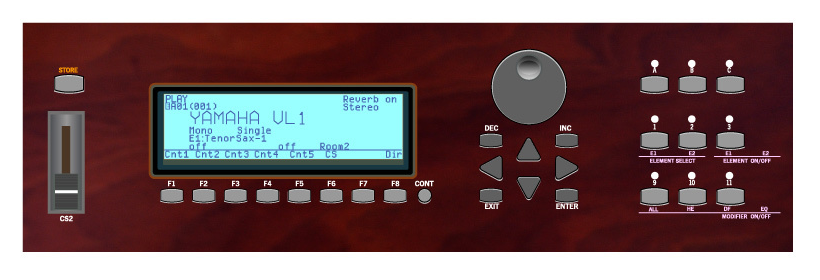 STORE
PLAY Reverb on
UA01(001) Stereo
YAMAHA VL1
Mono Single
E1:TenorSax-1
off off Room2
Cnt1 Cnt2 Cnt3 Cnt4 Cnt5 CS Dir
F1 F2 F3 F4 F5 F6 F7 F8 CONT
CS2
DEC INC
EXIT ENTER
A B C
1 2 3
E1 E2 E1 E2
ELEMENT SELECT ELEMENT ON/OFF
9 10 11
ALL HE DF EQ
MODIFIER ON/OFF